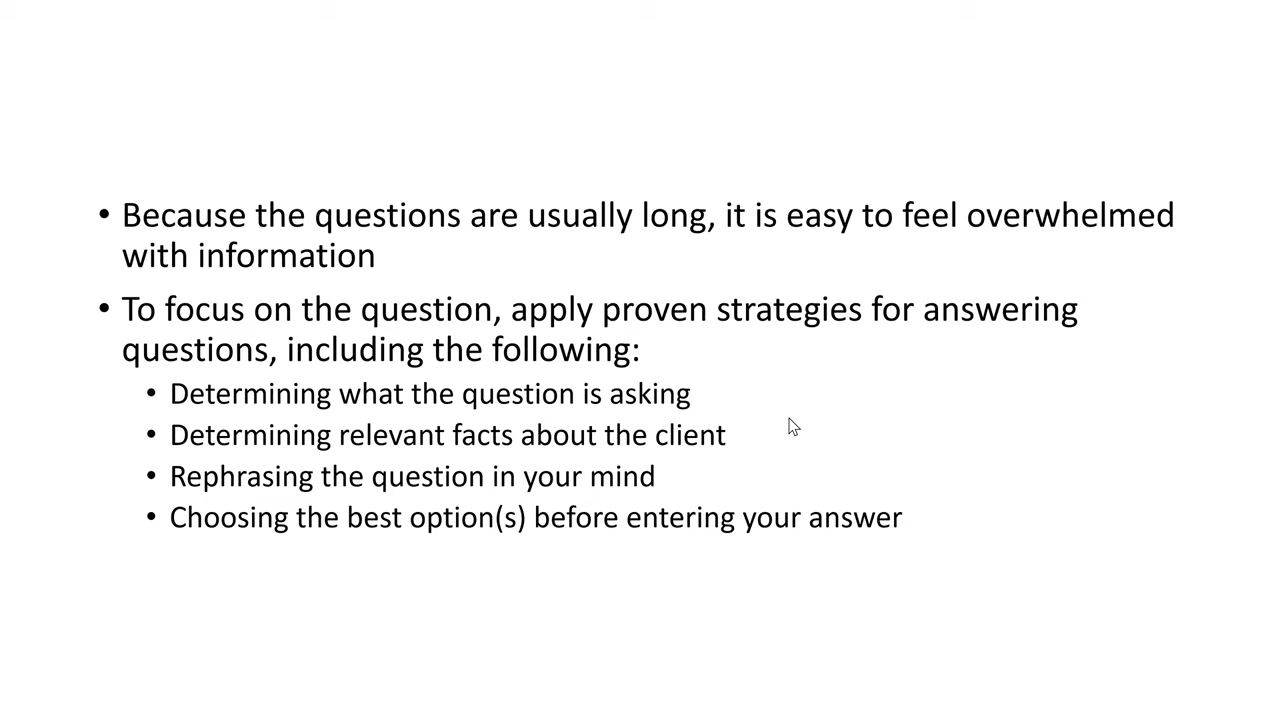 • Because the questions are usually long, it is easy to feel overwhelmed
with information
• To focus on the question, apply proven strategies for answering
questions, including the following:
• Determining what the question is asking
• Determining relevant facts about the client
• Rephrasing the question in your mind
• Choosing the best option(s) before entering your answer